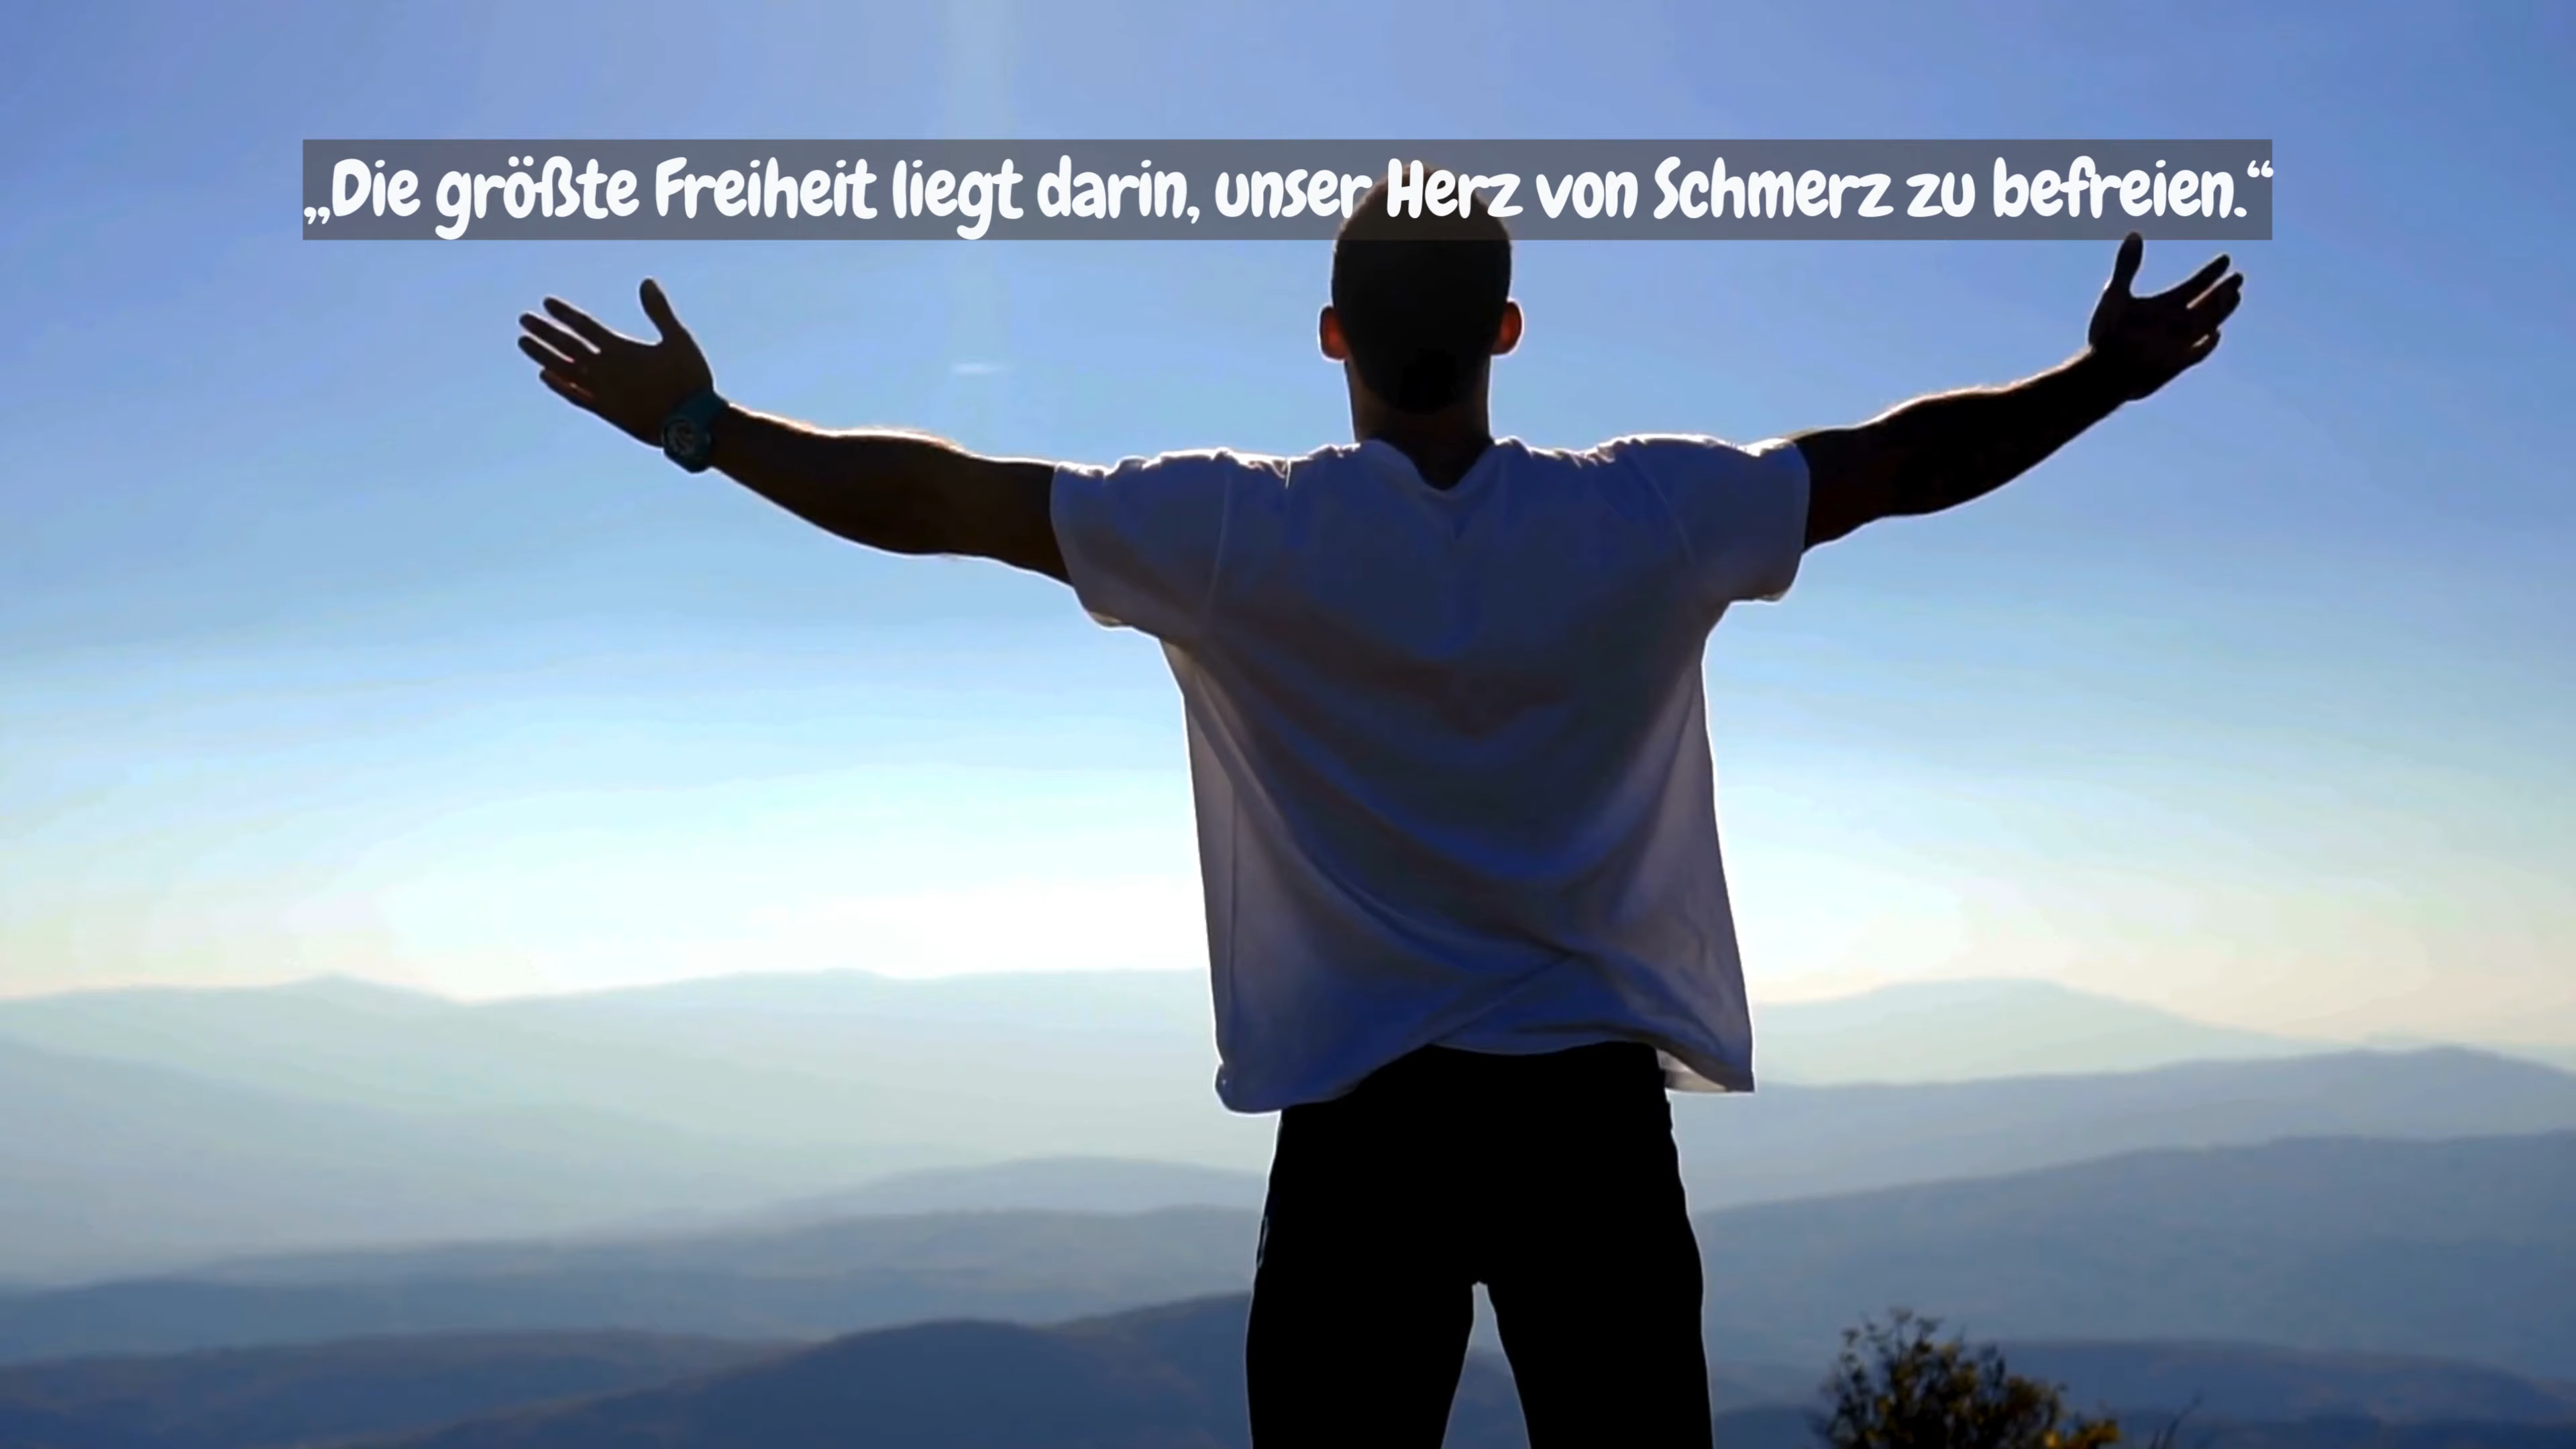 „Die größte Freiheit liegt darin, unser Herz von Schmerz zu befreien.“